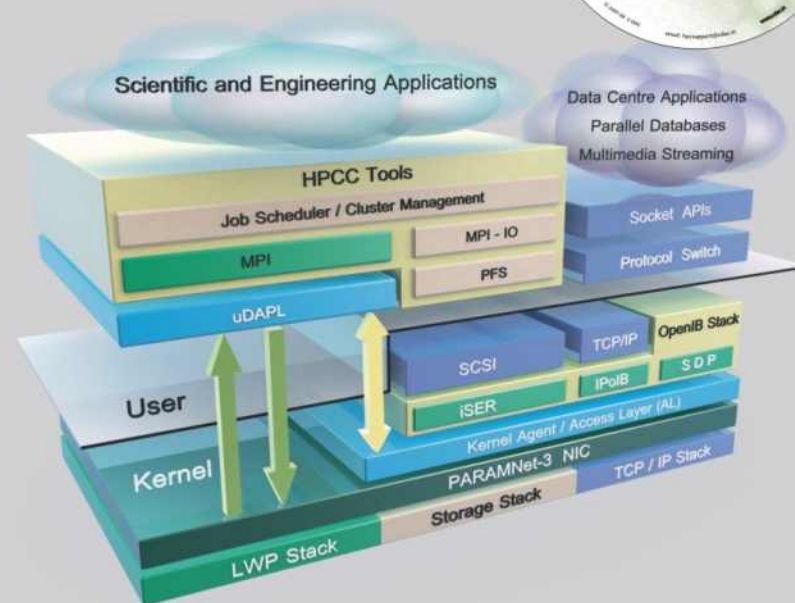 Scientific and Engineering Applications
Data Centre Applications
Parallel Databases
Multimedia Streaming
HPCC Tools
Job Scheduler / Cluster Management
MPI
MPI - IO
PFS
uDAPL
Socket APIs
Protocol Switch
SCSI
TCP/IP
OpenIB Stack
iSER
IPoIB
S D P
User
Kernel
Kernel Agent / Access Layer (AL)
PARAMNet-3 NIC
LWP Stack
Storage Stack
TCP / IP Stack